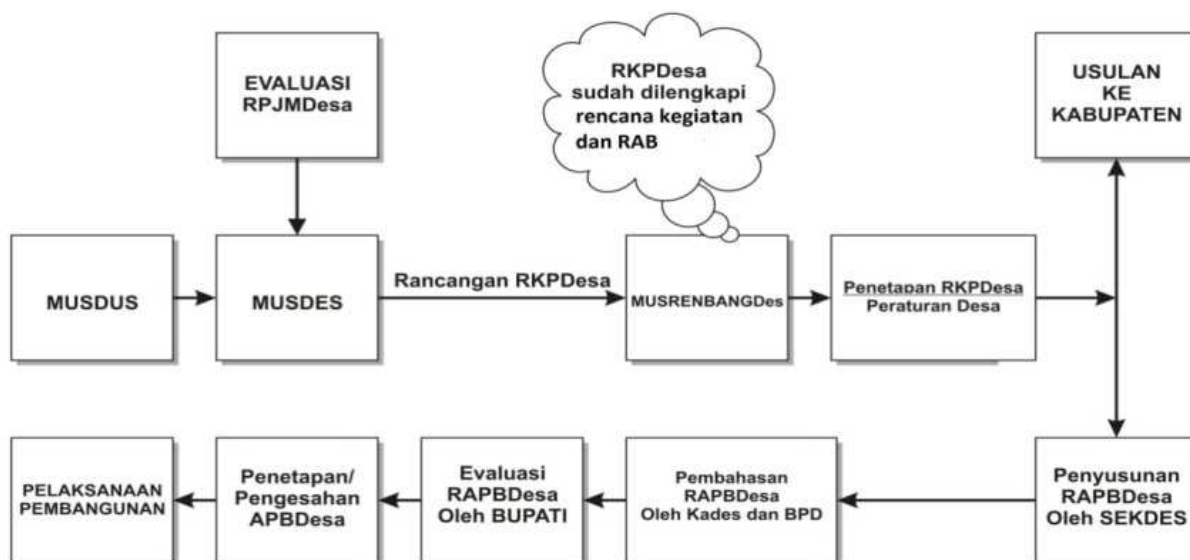 EVALUASI
RPJMDesa
RKPDesa
sudah dilengkapi
rencana kegiatan
dan RAB
USULAN
KE
KABUPATEN
MUSDUS
MUSDES
Rancangan RKPDesa
MUSRENBANGDes
Penetapan RKPDesa
Peraturan Desa
PELAKSANAAN
PEMBANGUNAN
Penetapan/
Pengesahan
APBDesa
Evaluasi
RAPBDesa
Oleh BUPATI
Pembahasan
RAPBDesa
Oleh Kades dan BPD
Penyusunan
RAPBDesa
Oleh SEKDES